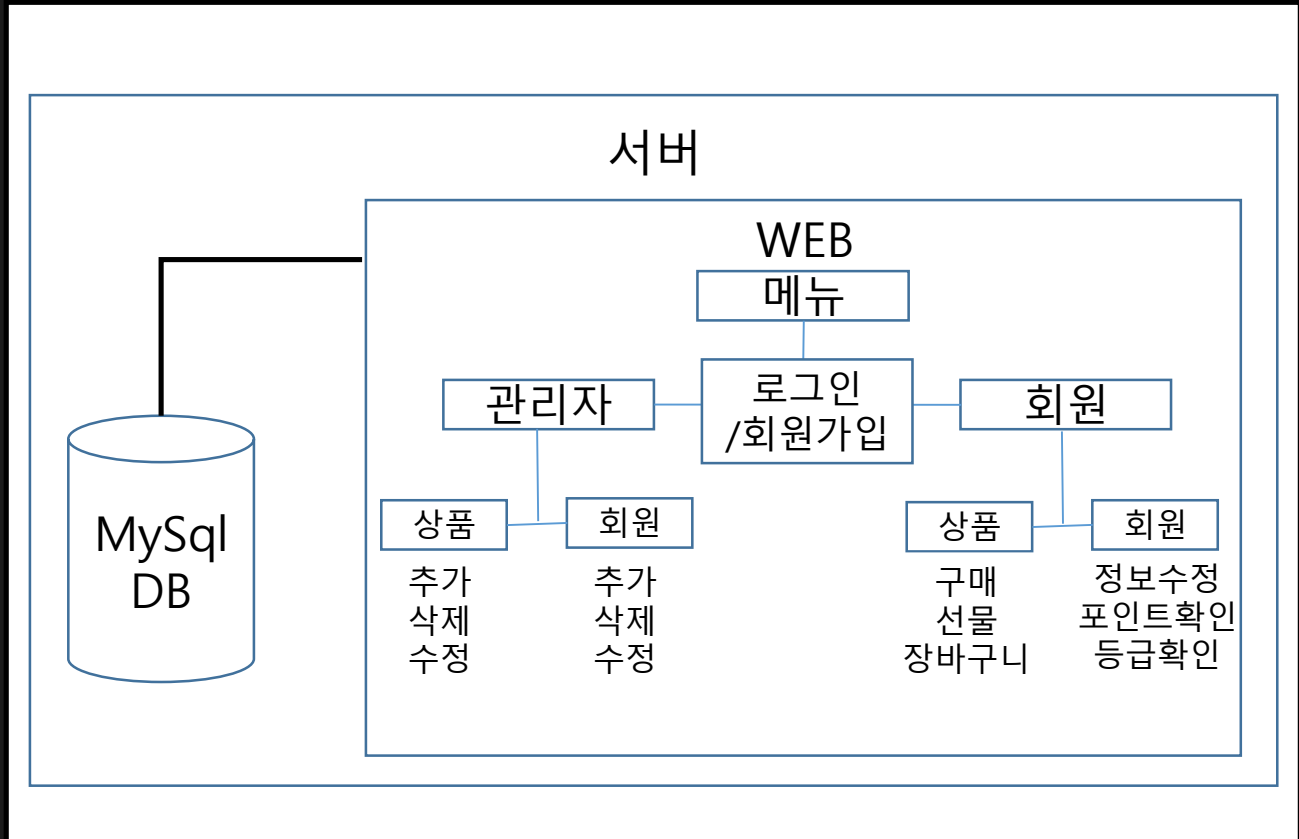 서버
WEB
메뉴
로그인
/회원가입
관리자
회원
MySql
DB
상품
추가
삭제
수정
회원
추가
삭제
수정
상품
구매
선물
장바구니
회원
정보수정
포인트확인
등급확인